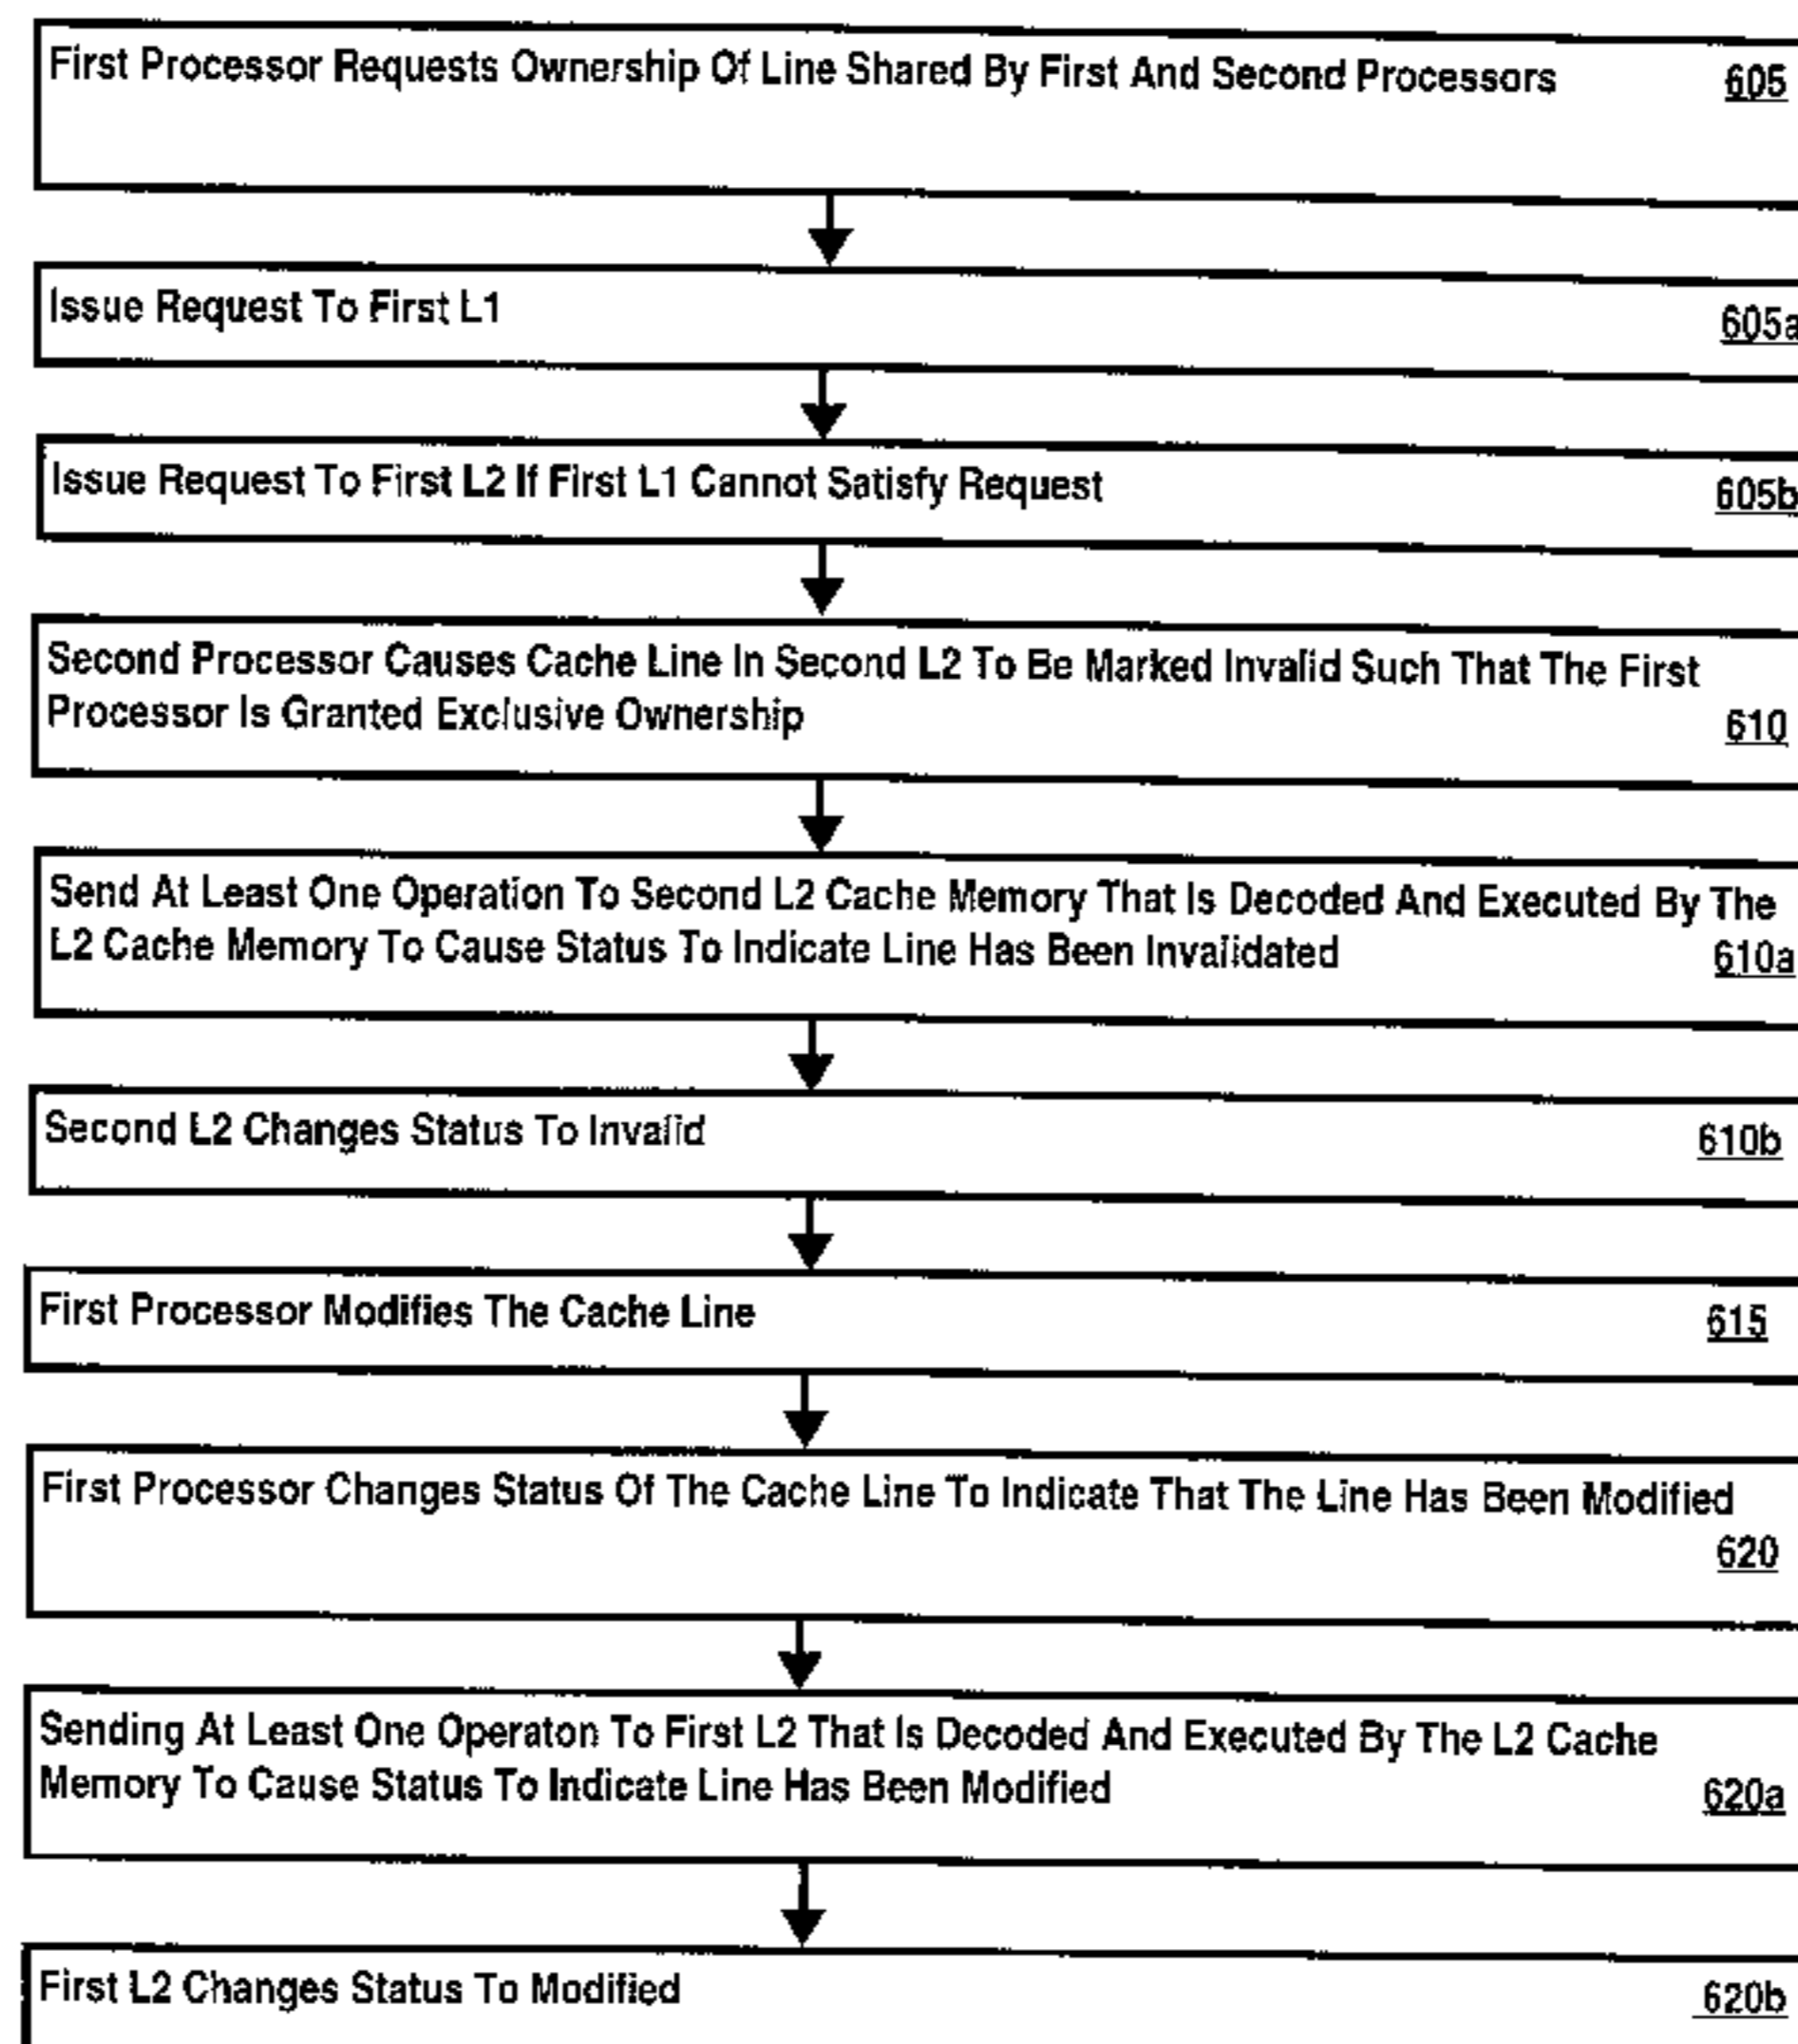 First Processor Requests Ownership Of Line Shared By First And Second Processors 605
Issue Request To First L1 605a
Issue Request To First L2 If First L1 Cannot Satisfy Request 605b
Second Processor Causes Cache Line In Second L2 To Be Marked Invalid Such That The First
Processor Is Granted Exclusive Ownership 610
Send At Least One Operation To Second L2 Cache Memory That Is Decoded And Executed By The
L2 Cache Memory To Cause Status To Indicate Line Has Been Invalidated 610a
Second L2 Changes Status To Invalid 610b
First Processor Modifies The Cache Line 615
First Processor Changes Status Of The Cache Line To Indicate That The Line Has Been Modified
620
Sending At Least One Operaton To First L2 That Is Decoded And Executed By The L2 Cache
Memory To Cause Status To Indicate Line Has Been Modified 620a
First L2 Changes Status To Modified 620b